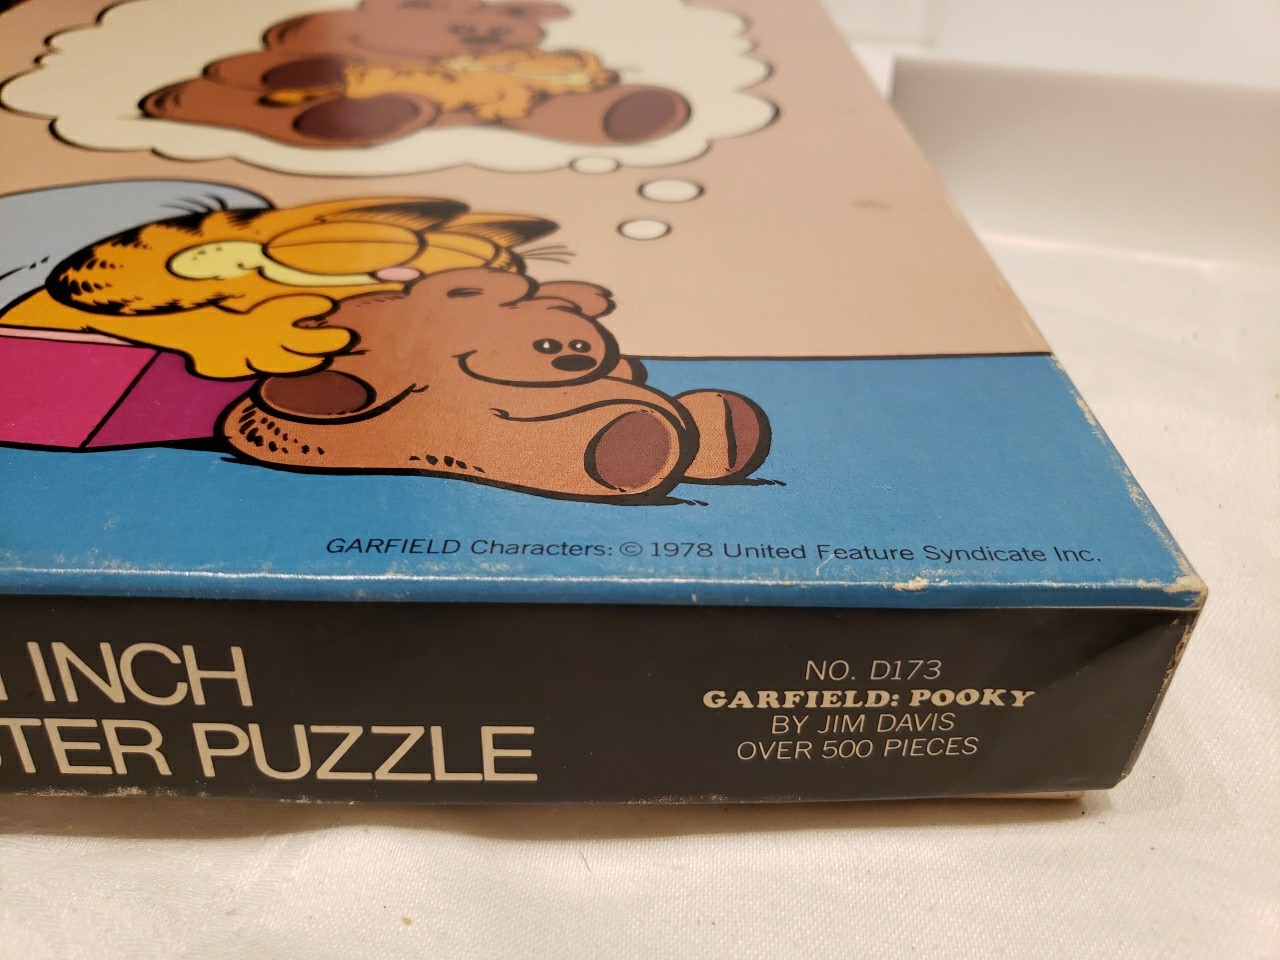 GARFIELD Characters: © 1978 United Feature Syndicate Inc.
INCH
PUZZLE
NO. D173
GARFIELD: POOKY
BY JIM DAVIS
OVER 500 PIECES